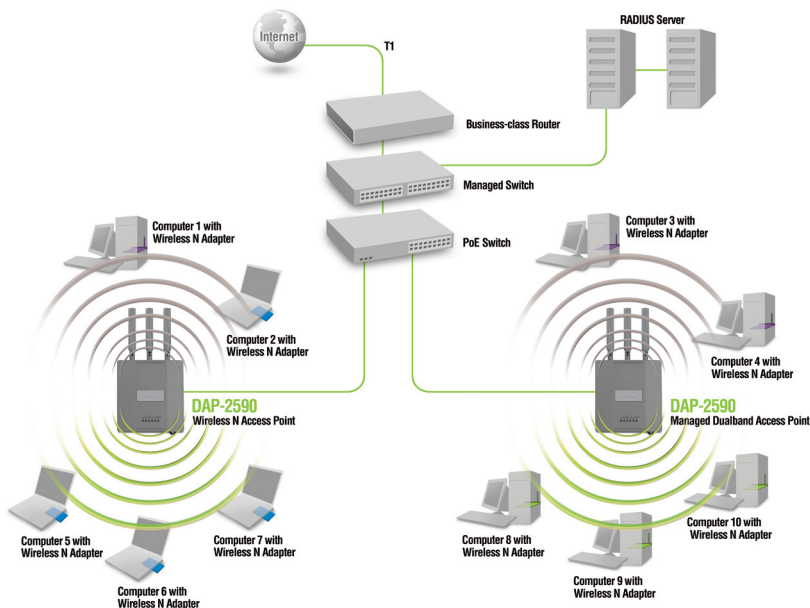 Internet
T1
RADIUS Server
Business-class Router
Managed Switch
PoE Switch
Computer 1 with
Wireless N Adapter
Computer 2 with
Wireless N Adapter
Computer 3 with
Wireless N Adapter
Computer 4 with
Wireless N Adapter
DAP-2590
Wireless N Access Point
DAP-2590
Managed Dualband Access Point
Computer 5 with
Wireless N Adapter
Computer 6 with
Wireless N Adapter
Computer 7 with
Wireless N Adapter
Computer 8 with
Wireless N Adapter
Computer 9 with
Wireless N Adapter
Computer 10 with
Wireless N Adapter